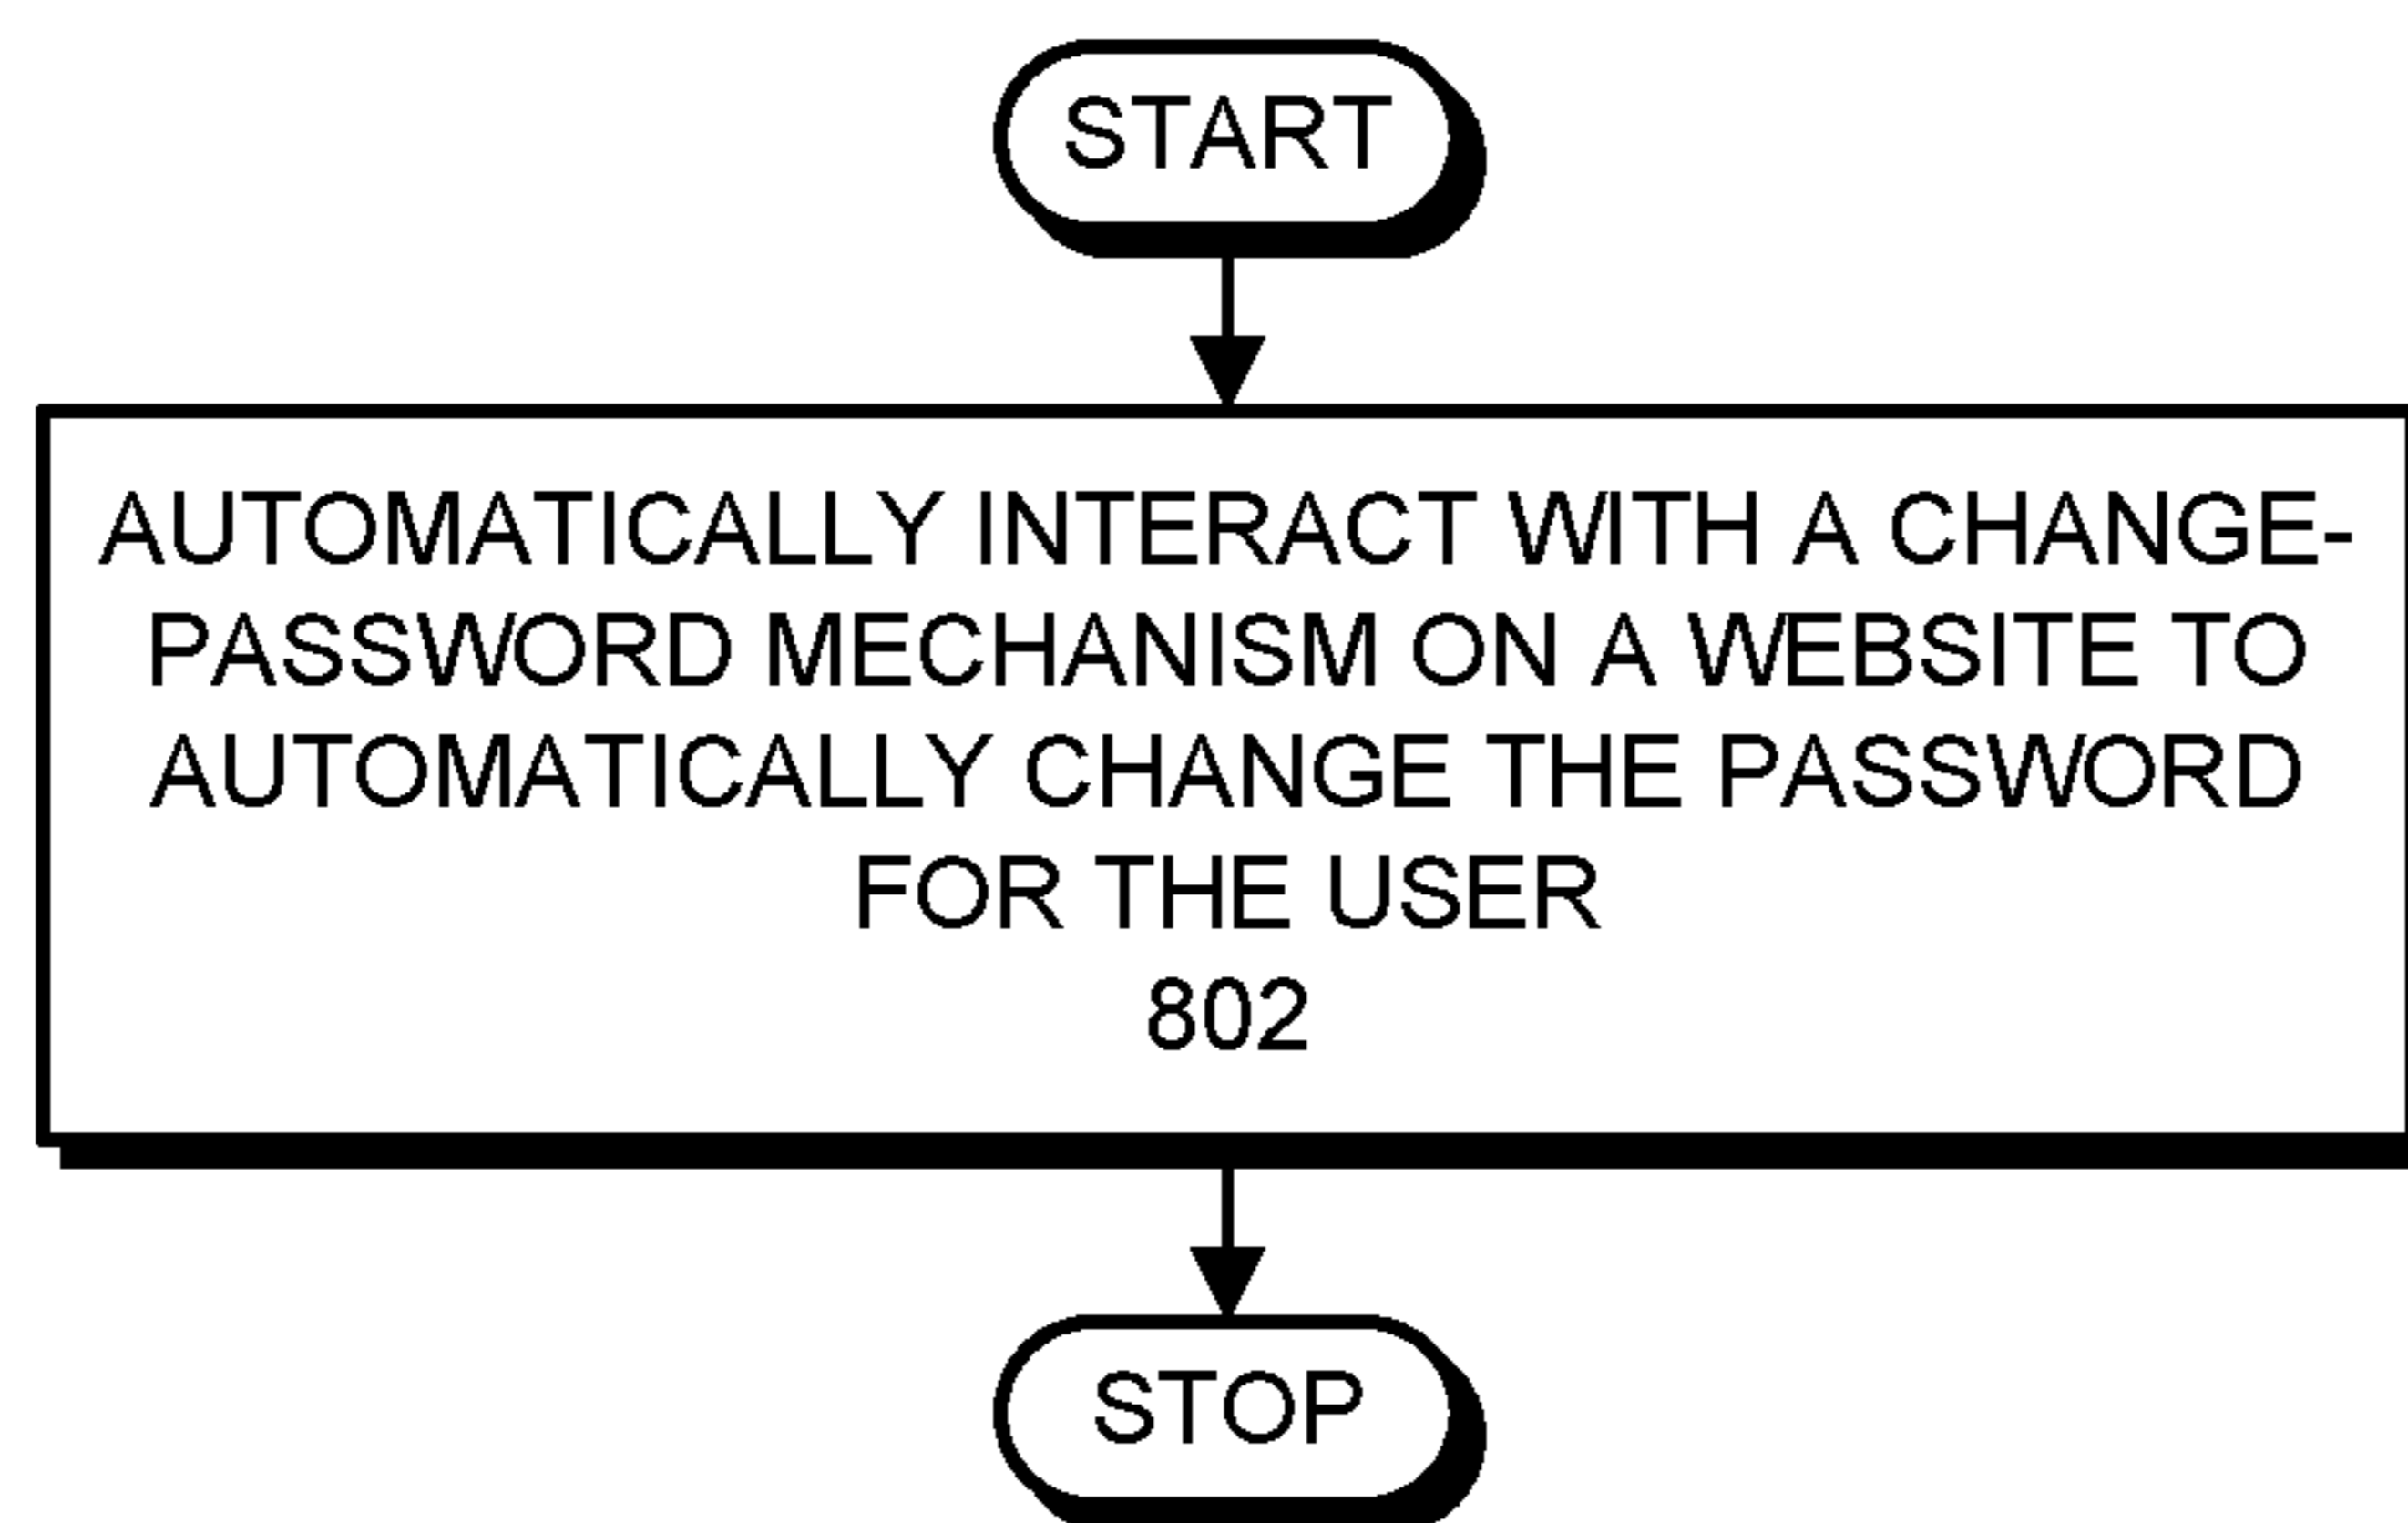 START
AUTOMATICALLY INTERACT WITH A CHANGE-
PASSWORD MECHANISM ON A WEBSITE TO
AUTOMATICALLY CHANGE THE PASSWORD
FOR THE USER
802
STOP